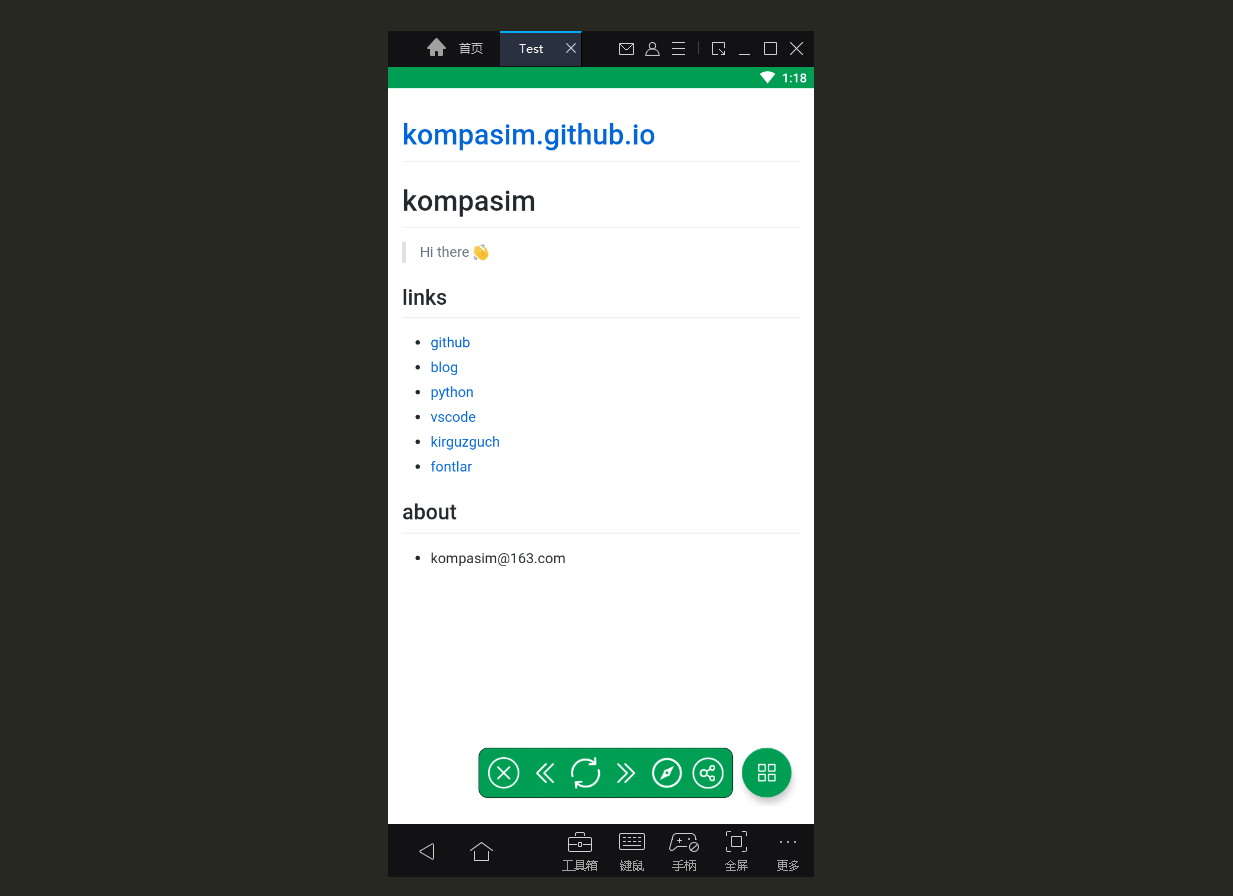 首页
Test
1:18
kompasim.github.io
kompasim
Hi there 👋
links
github
blog
python
vscode
kirguzguch
fontlar
about
kompasim@163.com
工具箱 键鼠 手柄 全屏 更多